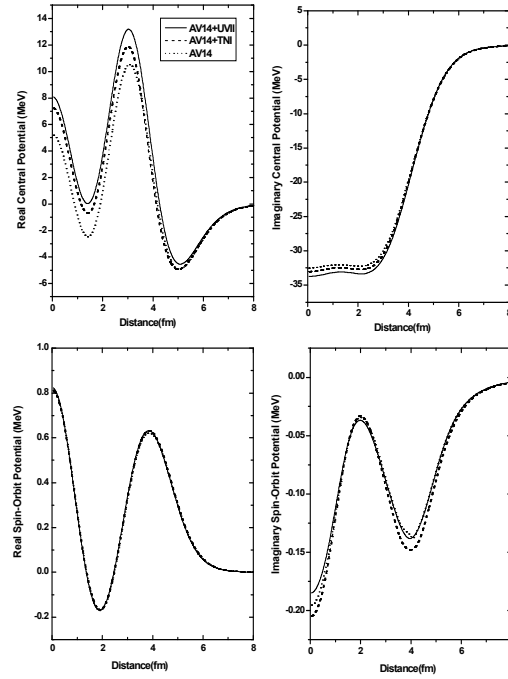 AV14+UVII
AV14+TNI
AV14
Real Central Potential (MeV)
14
12
10
8
6
4
2
0
-2
-4
-6
0 2 4 6 8
Distance(fm)
Imaginary Central Potential (MeV)
0
-5
-10
-15
-20
-25
-30
-35
0 2 4 6 8
Distance(fm)
Real Spin-Orbit Potential (MeV)
1.0
0.8
0.6
0.4
0.2
0.0
-0.2
0 2 4 6 8
Distance(fm)
Imaginary Spin-Orbit Potential (MeV)
0.00
-0.05
-0.10
-0.15
-0.20
0 2 4 6
Distance(fm)